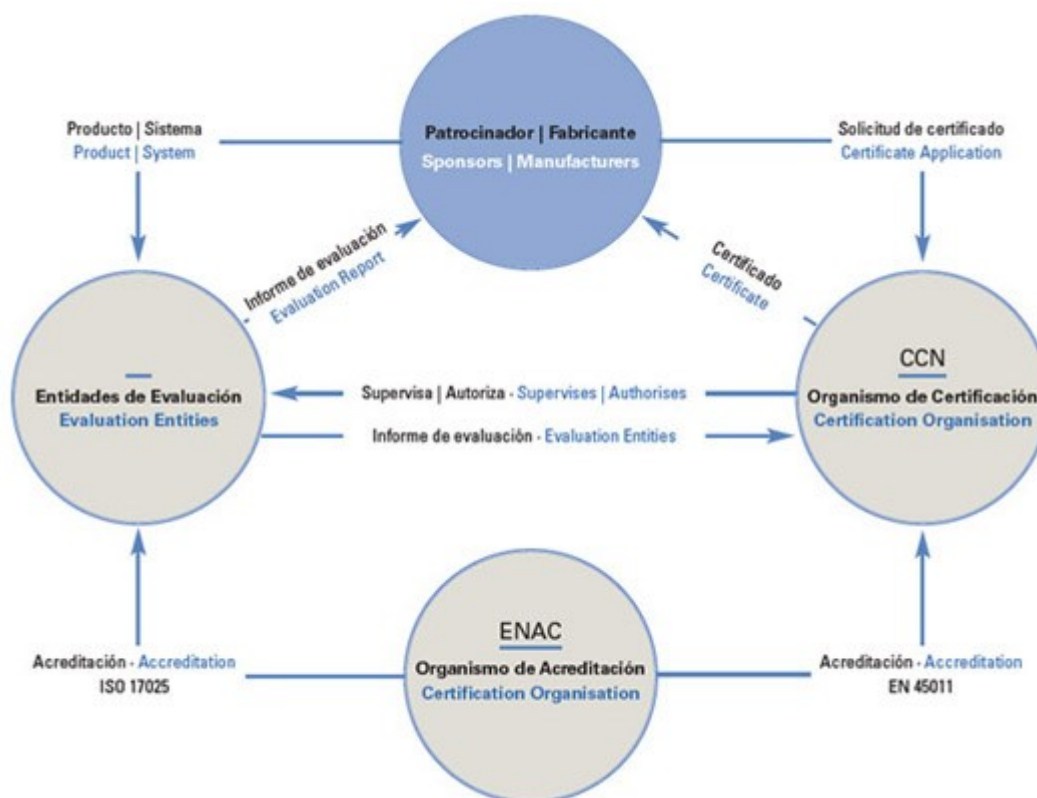 Patrocinador | Fabricante
Sponsors | Manufacturers
Producto | Sistema
Product | System
Solicitud de certificado
Certificate Application
Informe de evaluación
Evaluation Report
Certificado
Certificate
Entidades de Evaluación
Evaluation Entities
CCN
Organismo de Certificación
Certification Organisation
Supervisa | Autoriza - Supervises | Authorises
Informe de evaluación - Evaluation Entities
ENAC
Organismo de Acreditación
Certification Organisation
Acreditación - Accreditation
ISO 17025
Acreditación - Accreditation
EN 45011